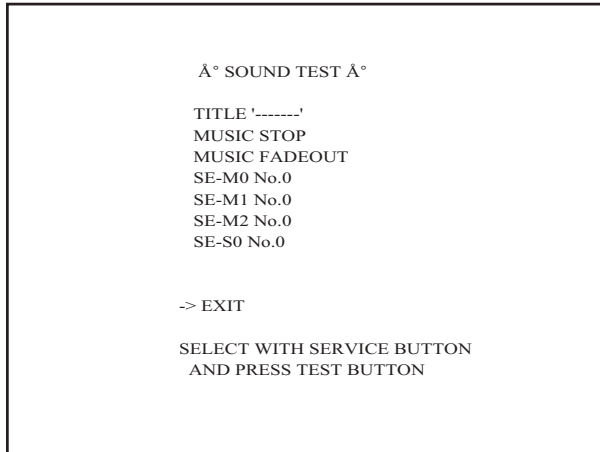 Å° SOUND TEST Å°
TITLE '-------'
MUSIC STOP
MUSIC FADEOUT
SE-M0 No.0
SE-M1 No.0
SE-M2 No.0
SE-S0 No.0
-> EXIT
SELECT WITH SERVICE BUTTON
AND PRESS TEST BUTTON